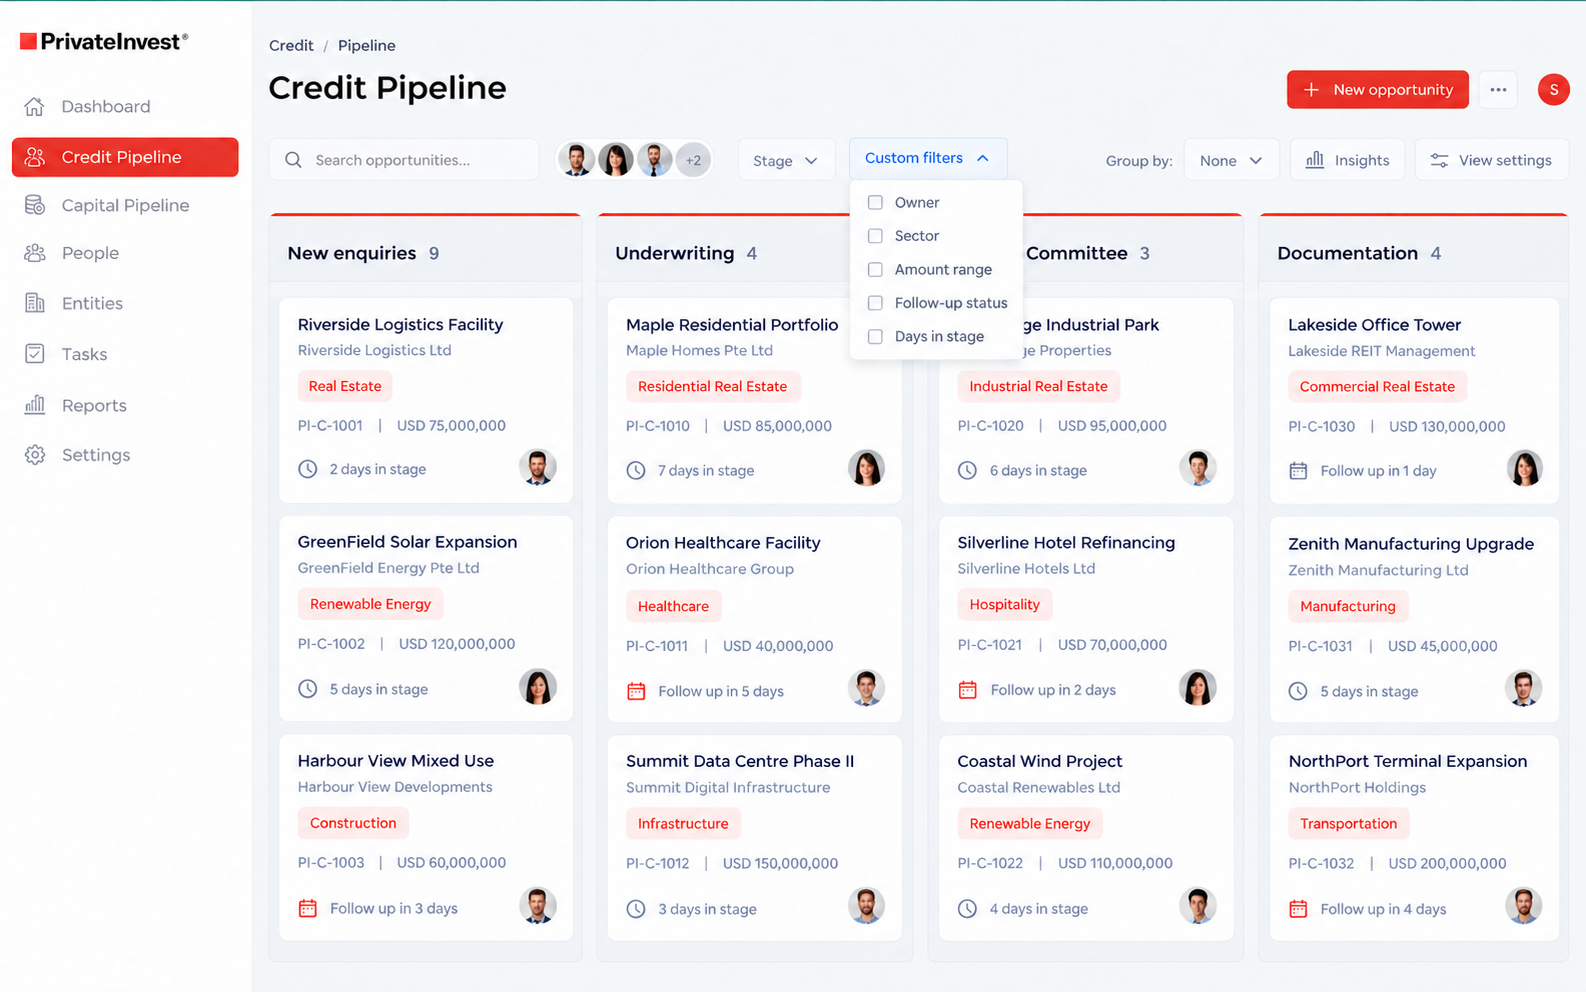 PrivateInvest®
Dashboard
Credit Pipeline
Capital Pipeline
People
Entities
Tasks
Reports
Settings
Credit / Pipeline
Credit Pipeline
+ New opportunity
...
S
Search opportunities...
+2
Stage
Custom filters
Group by:
None
Insights
View settings
Owner
Sector
Amount range
Follow-up status
Days in stage
New enquiries 9
Riverside Logistics Facility
Riverside Logistics Ltd
Real Estate
PI-C-1001 | USD 75,000,000
2 days in stage
GreenField Solar Expansion
GreenField Energy Pte Ltd
Renewable Energy
PI-C-1002 | USD 120,000,000
5 days in stage
Harbour View Mixed Use
Harbour View Developments
Construction
PI-C-1003 | USD 60,000,000
Follow up in 3 days
Underwriting 4
Maple Residential Portfolio
Maple Homes Pte Ltd
Residential Real Estate
PI-C-1010 | USD 85,000,000
7 days in stage
Orion Healthcare Facility
Orion Healthcare Group
Healthcare
PI-C-1011 | USD 40,000,000
Follow up in 5 days
Summit Data Centre Phase II
Summit Digital Infrastructure
Infrastructure
PI-C-1012 | USD 150,000,000
3 days in stage
Committee 3
ge Industrial Park
ge Properties
Industrial Real Estate
PI-C-1020 | USD 95,000,000
6 days in stage
Silverline Hotel Refinancing
Silverline Hotels Ltd
Hospitality
PI-C-1021 | USD 70,000,000
Follow up in 2 days
Coastal Wind Project
Coastal Renewables Ltd
Renewable Energy
PI-C-1022 | USD 110,000,000
4 days in stage
Documentation 4
Lakeside Office Tower
Lakeside REIT Management
Commercial Real Estate
PI-C-1030 | USD 130,000,000
Follow up in 1 day
Zenith Manufacturing Upgrade
Zenith Manufacturing Ltd
Manufacturing
PI-C-1031 | USD 45,000,000
5 days in stage
NorthPort Terminal Expansion
NorthPort Holdings
Transportation
PI-C-1032 | USD 200,000,000
Follow up in 4 days